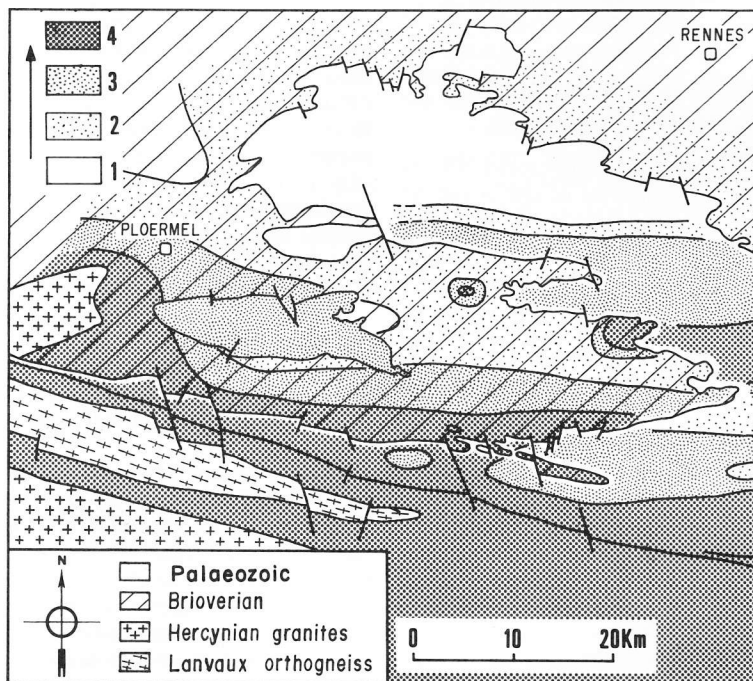 4
3
2
1
RENNES
PLOERMEL
N
Palaeozoic
Brioverian
Hercynian granites
Lanvaux orthogneiss
0 10 20Km